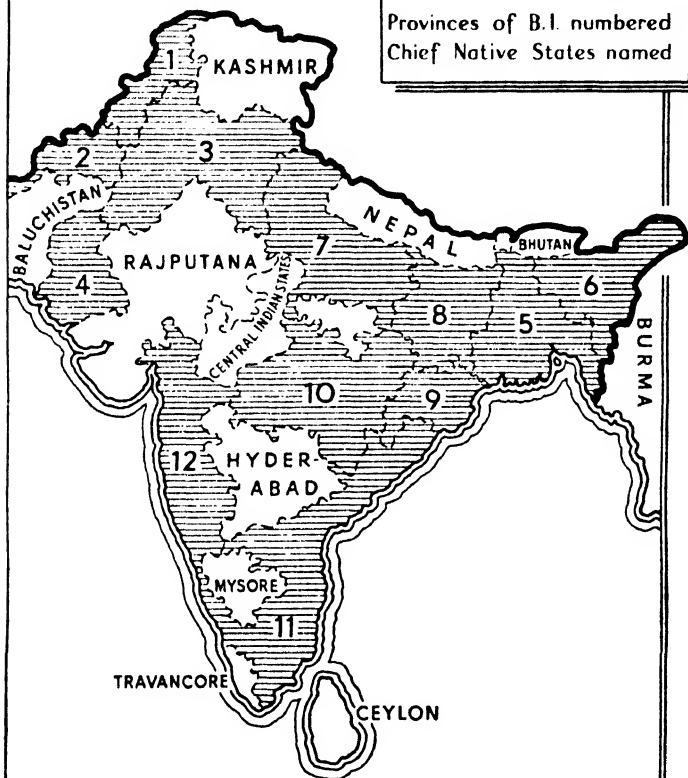 Provinces of B.I. numbered
Chief Native States named
1
KASHMIR
2
3
BALUCHISTAN
NEPAL
BHUTAN
RAJPUTANA
7
6
4
CENTRAL INDIAN STATES
8
5
BURMA
10
9
12
HYDER-
ABAD
MYSORE
11
TRAVANCORE
CEYLON